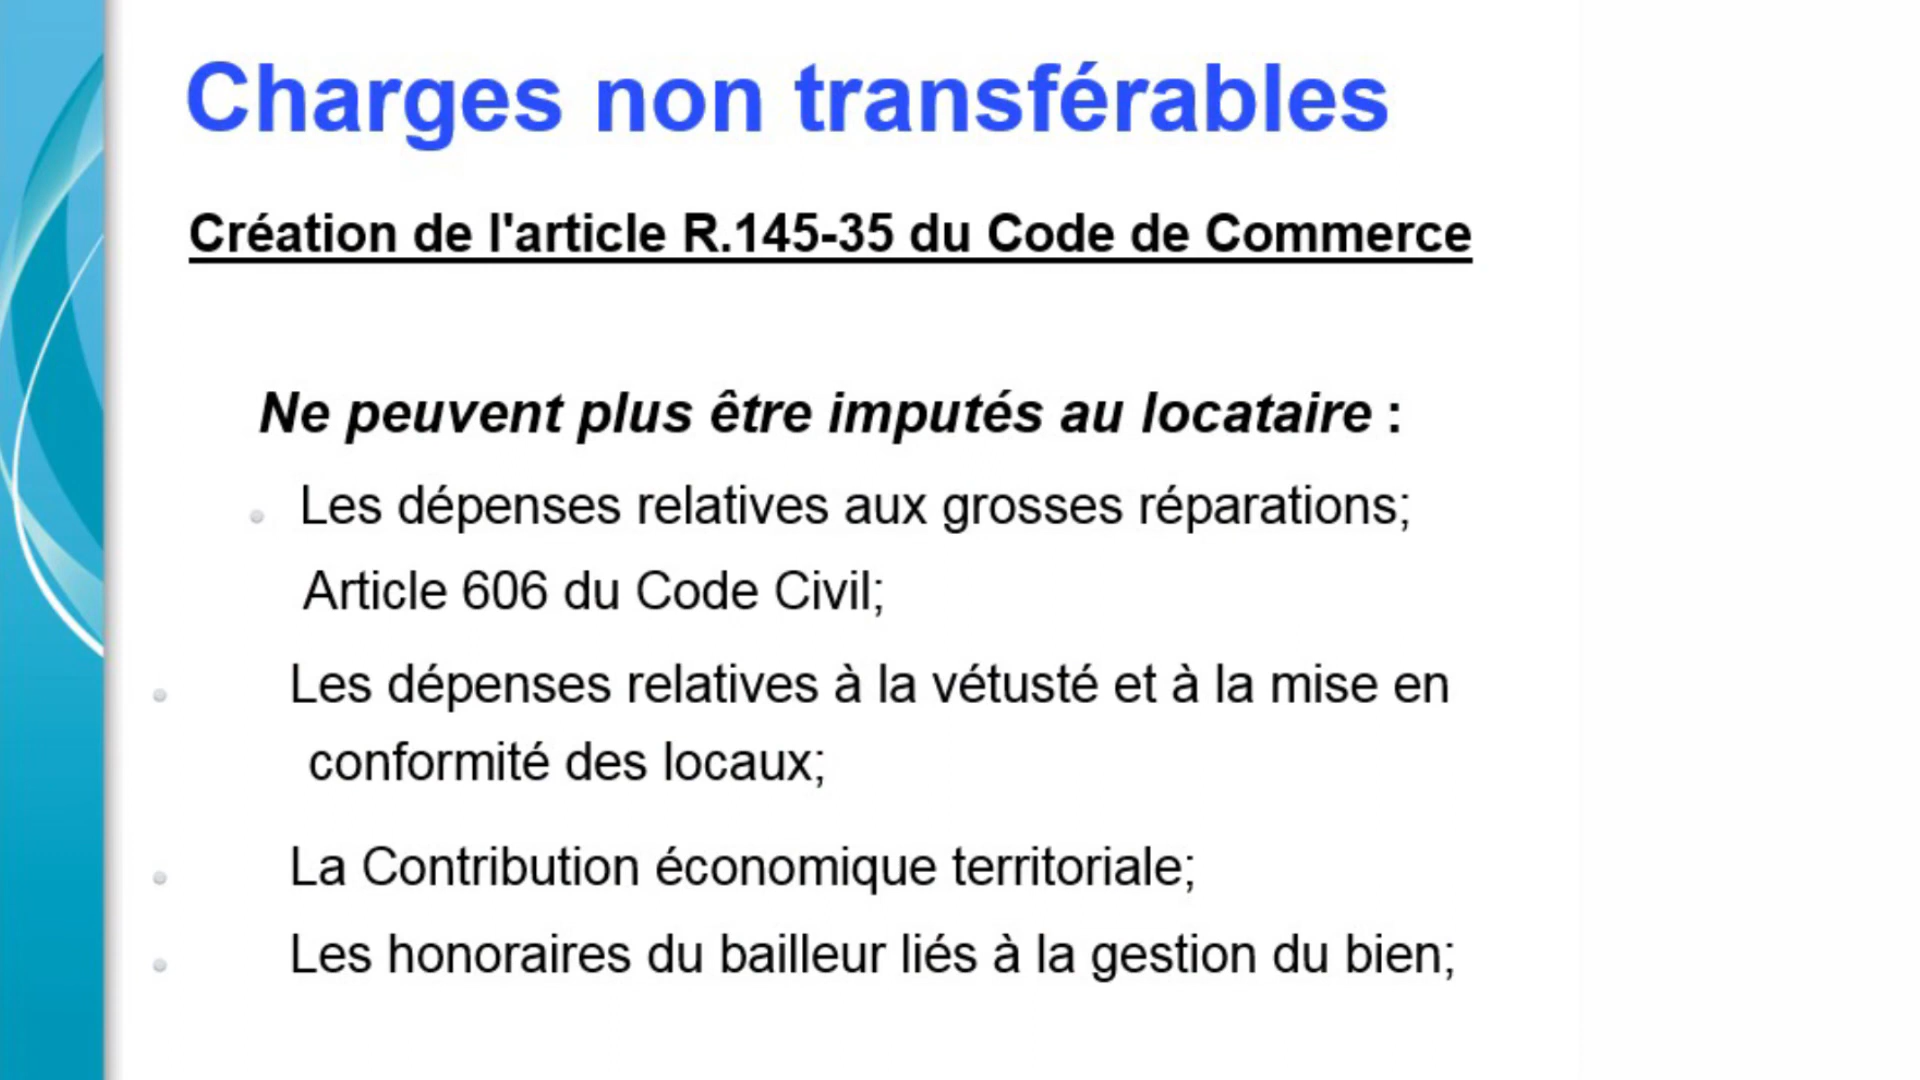 Charges non transférables
Création de l'article R.145-35 du Code de Commerce
Ne peuvent plus être imputés au locataire :
Les dépenses relatives aux grosses réparations;
Article 606 du Code Civil;
Les dépenses relatives à la vétusté et à la mise en
conformité des locaux;
La Contribution économique territoriale;
Les honoraires du bailleur liés à la gestion du bien;